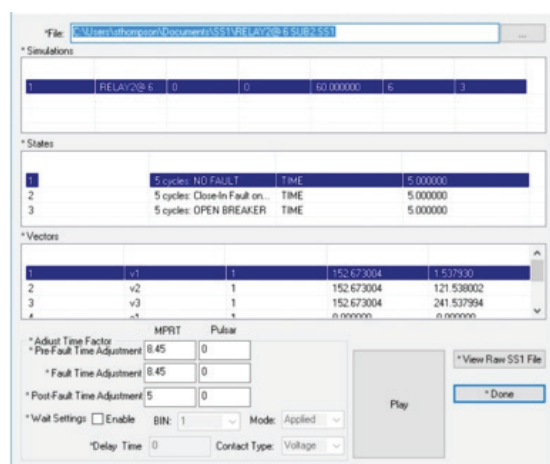 *File: C:\Users\sthompson\Documents\SS1\RELAY2@ 6 SUB2.SS1 ...
* Simulations
1 RELAY2@ 6 0 0 60.000000 6 3
* States
1 5 cycles: NO FAULT TIME 5.000000
2 5 cycles: Close-In Fault on... TIME 5.000000
3 5 cycles: OPEN BREAKER TIME 5.000000
* Vectors
1 v1 1 152.673004 1.537930
2 v2 1 152.673004 121.538002
3 v3 1 152.673004 241.537994
MPRT Pulsar
* Adjust Time Factor
* Pre-Fault Time Adjustment 8.45 0
* Fault Time Adjustment 8.45 0
* Post-Fault Time Adjustment 5 0
* Wait Settings Enable BIN: 1 Mode: Applied
*Delay Time 0 Contact Type: Voltage
Play
* View Raw SS1 File
* Done